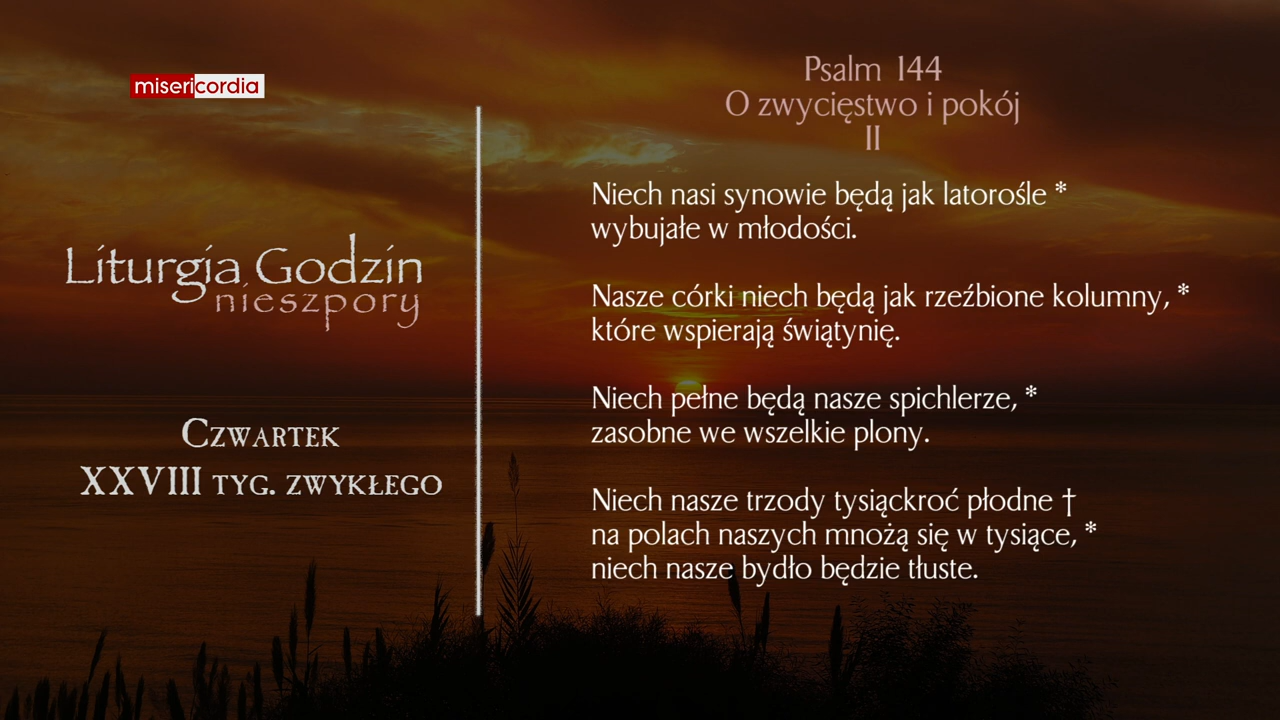 misericordia
Liturgia Godzin
nieszpory
Czwartek
XXVIII tyg. zwykłego
Psalm 144
O zwycięstwo i pokój
II
Niech nasi synowie będą jak latorośle *
wybujałe w młodości.
Nasze córki niech będą jak rzeźbione kolumny, *
które wspierają świątynię.
Niech pełne będą nasze spichlerze, *
zasobne we wszelkie plony.
Niech nasze trzody tysiąckroć płodne †
na polach naszych mnożą się w tysiące, *
niech nasze bydło będzie tłuste.